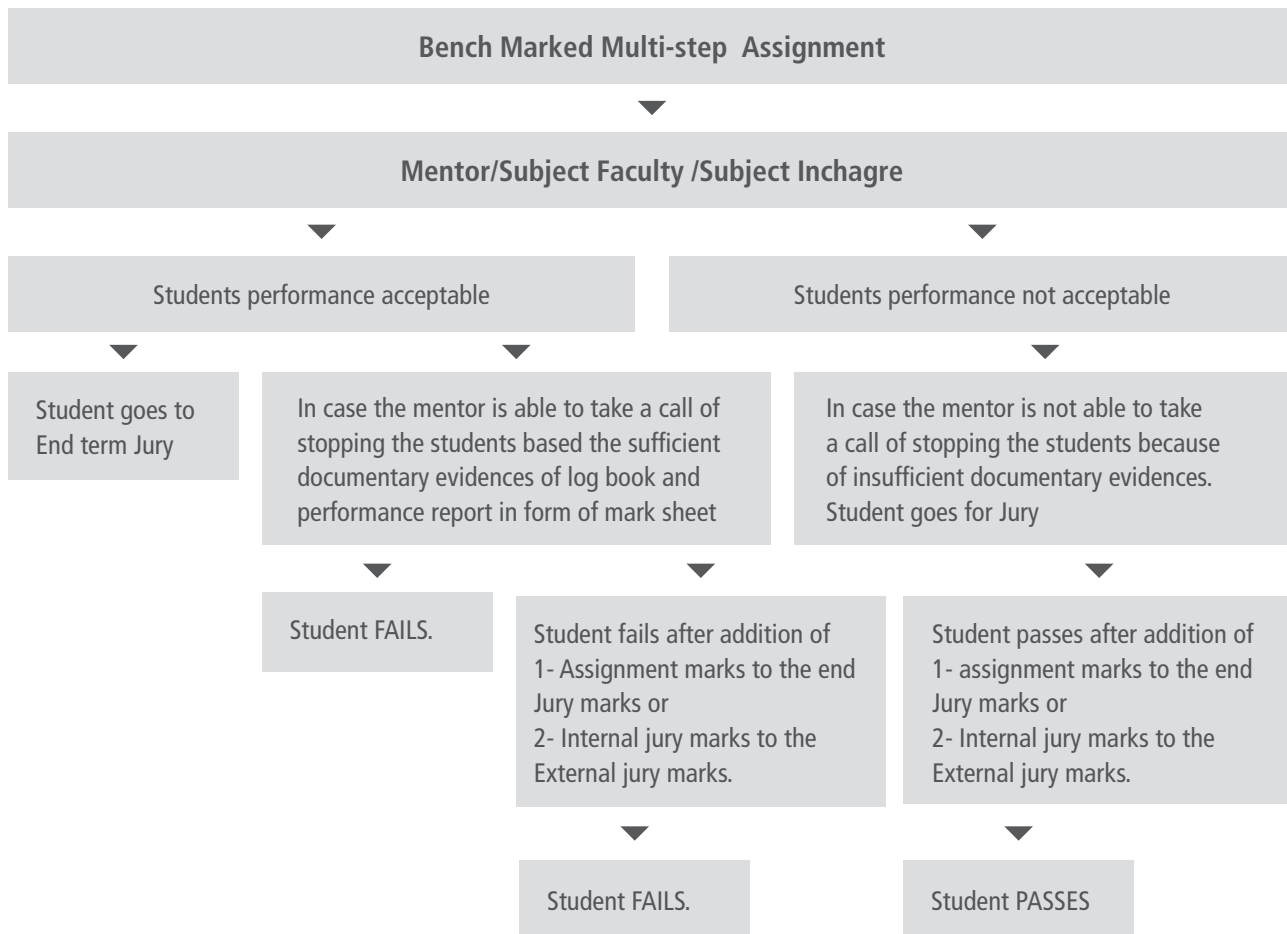 Bench Marked Multi-step Assignment
Mentor/Subject Faculty /Subject Inchagre
Students performance acceptable
Students performance not acceptable
Student goes to
End term Jury
In case the mentor is able to take a call of
stopping the students based the sufficient
documentary evidences of log book and
performance report in form of mark sheet
In case the mentor is not able to take
a call of stopping the students because
of insufficient documentary evidences.
Student goes for Jury
Student FAILS.
Student fails after addition of
1- Assignment marks to the end
Jury marks or
2- Internal jury marks to the
External jury marks.
Student passes after addition of
1- assignment marks to the end
Jury marks or
2- Internal jury marks to the
External jury marks.
Student FAILS.
Student PASSES